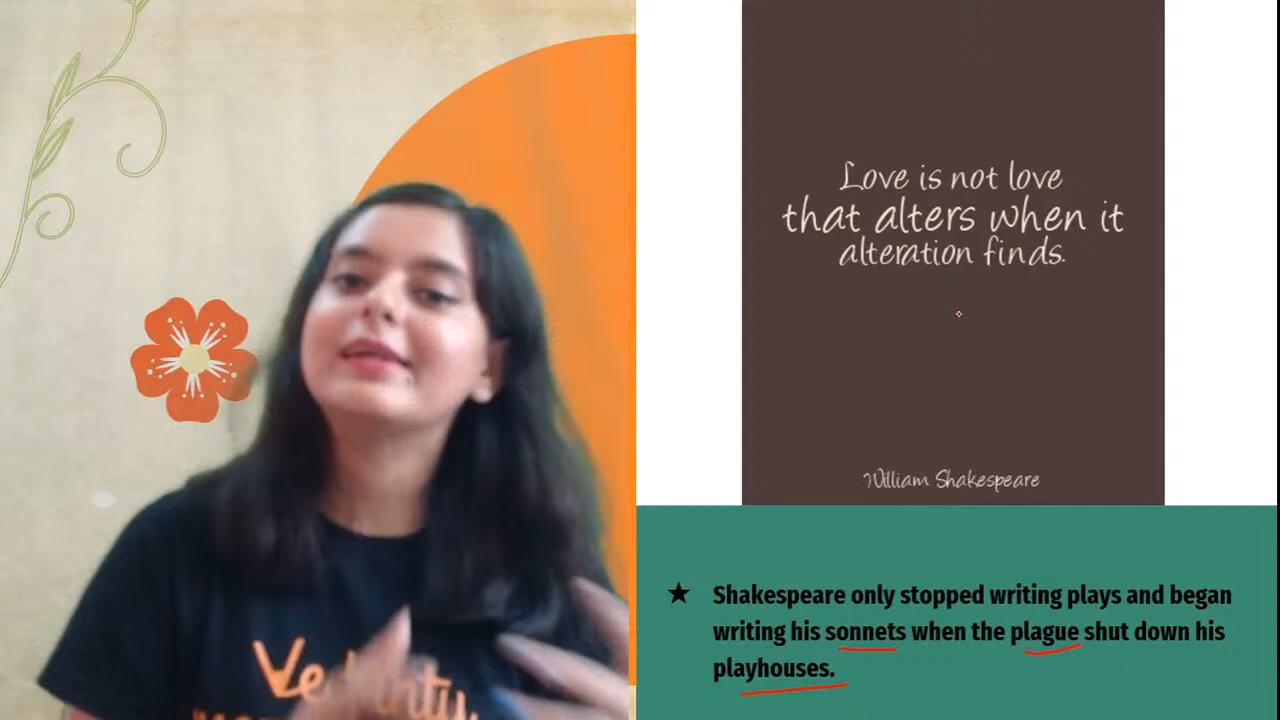 Love is not love
that alters when it
alteration finds.
William Shakespeare
★ Shakespeare only stopped writing plays and began
writing his sonnets when the plague shut down his
playhouses.